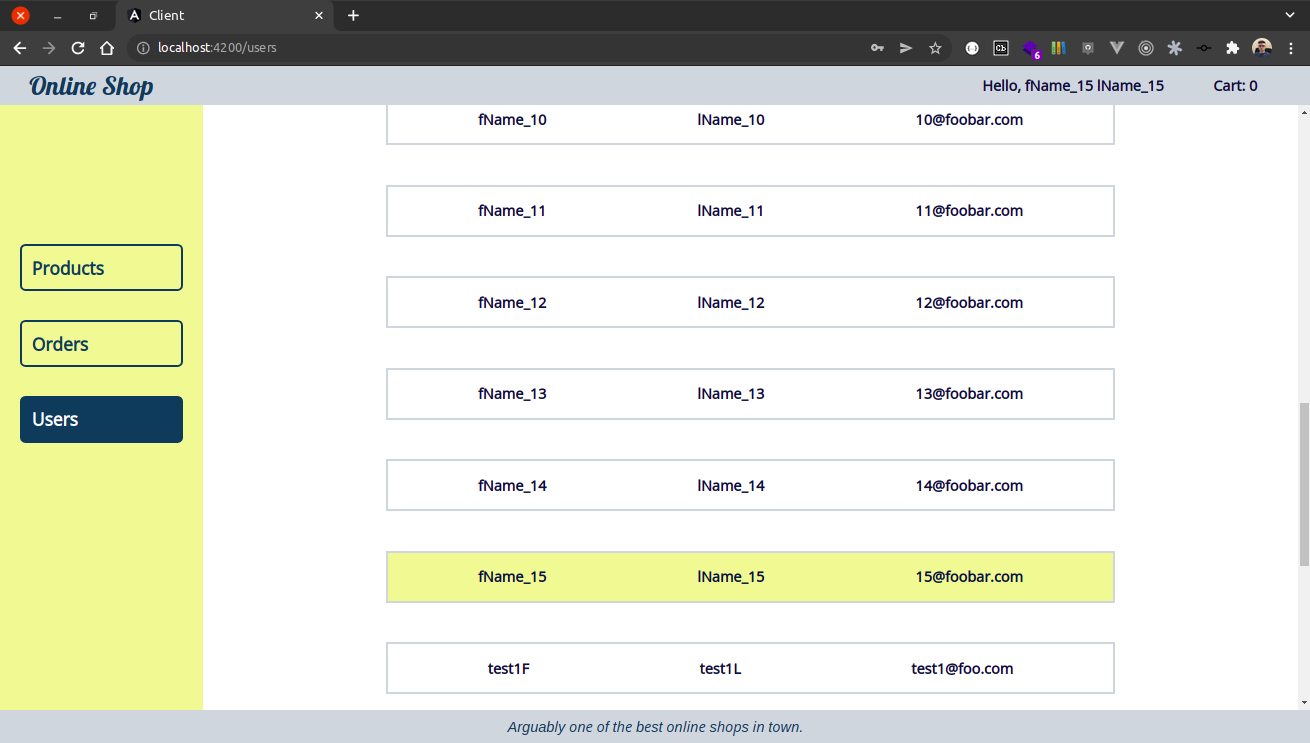 Client
localhost:4200/users
6
Online Shop
Hello, fName_15 lName_15 Cart: 0
fName_10 lName_10 10@foobar.com
fName_11 lName_11 11@foobar.com
fName_12 lName_12 12@foobar.com
fName_13 lName_13 13@foobar.com
fName_14 lName_14 14@foobar.com
fName_15 lName_15 15@foobar.com
test1F test1L test1@foo.com
Products
Orders
Users
Arguably one of the best online shops in town.